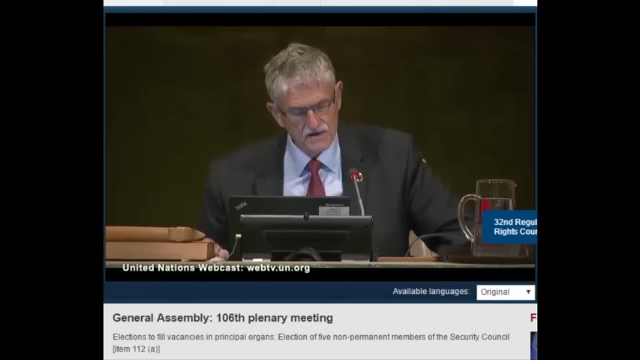 32nd Regul
Rights Coun
United Nations Webcast: webtv.un.org
Available languages: Original
General Assembly: 106th plenary meeting
F
Elections to fill vacancies in principal organs: Election of five non-permanent members of the Security Council
[item 112 (a)]